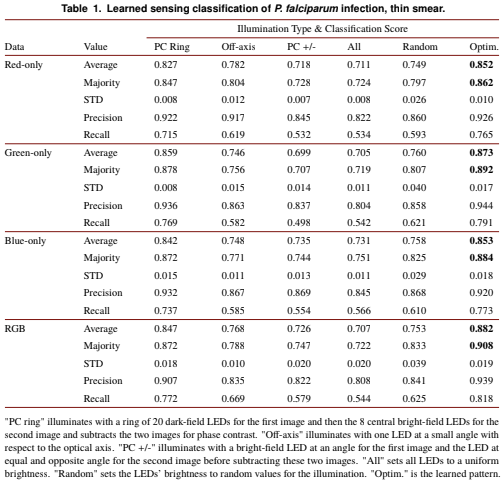 Table 1. Learned sensing classification of P. falciparum infection, thin smear.
Illumination Type & Classification Score
Data Value PC Ring Off-axis PC +/- All Random Optim.
Red-only Average 0.827 0.782 0.718 0.711 0.749 0.852
Majority 0.847 0.804 0.728 0.724 0.797 0.862
STD 0.008 0.012 0.007 0.008 0.026 0.010
Precision 0.922 0.917 0.845 0.822 0.860 0.926
Recall 0.715 0.619 0.532 0.534 0.593 0.765
Green-only Average 0.859 0.746 0.699 0.705 0.760 0.873
Majority 0.878 0.756 0.707 0.719 0.807 0.892
STD 0.008 0.015 0.014 0.011 0.040 0.017
Precision 0.936 0.863 0.837 0.804 0.858 0.944
Recall 0.769 0.582 0.498 0.542 0.621 0.791
Blue-only Average 0.842 0.748 0.735 0.731 0.758 0.853
Majority 0.872 0.771 0.744 0.751 0.825 0.884
STD 0.015 0.011 0.013 0.011 0.029 0.018
Precision 0.932 0.867 0.869 0.845 0.868 0.920
Recall 0.737 0.585 0.554 0.566 0.610 0.773
RGB Average 0.847 0.768 0.726 0.707 0.753 0.882
Majority 0.872 0.788 0.747 0.722 0.833 0.908
STD 0.018 0.010 0.020 0.020 0.039 0.019
Precision 0.907 0.835 0.822 0.808 0.841 0.939
Recall 0.772 0.669 0.579 0.544 0.625 0.818
"PC ring" illuminates with a ring of 20 dark-field LEDs for the first image and then the 8 central bright-field LEDs for the
second image and subtracts the two images for phase contrast. "Off-axis" illuminates with one LED at a small angle with
respect to the optical axis. "PC +/-" illuminates with a bright-field LED at an angle for the first image and the LED at
equal and opposite angle for the second image before subtracting these two images. "All" sets all LEDs to a uniform
brightness. "Random" sets the LEDs' brightness to random values for the illumination. "Optim." is the learned pattern.